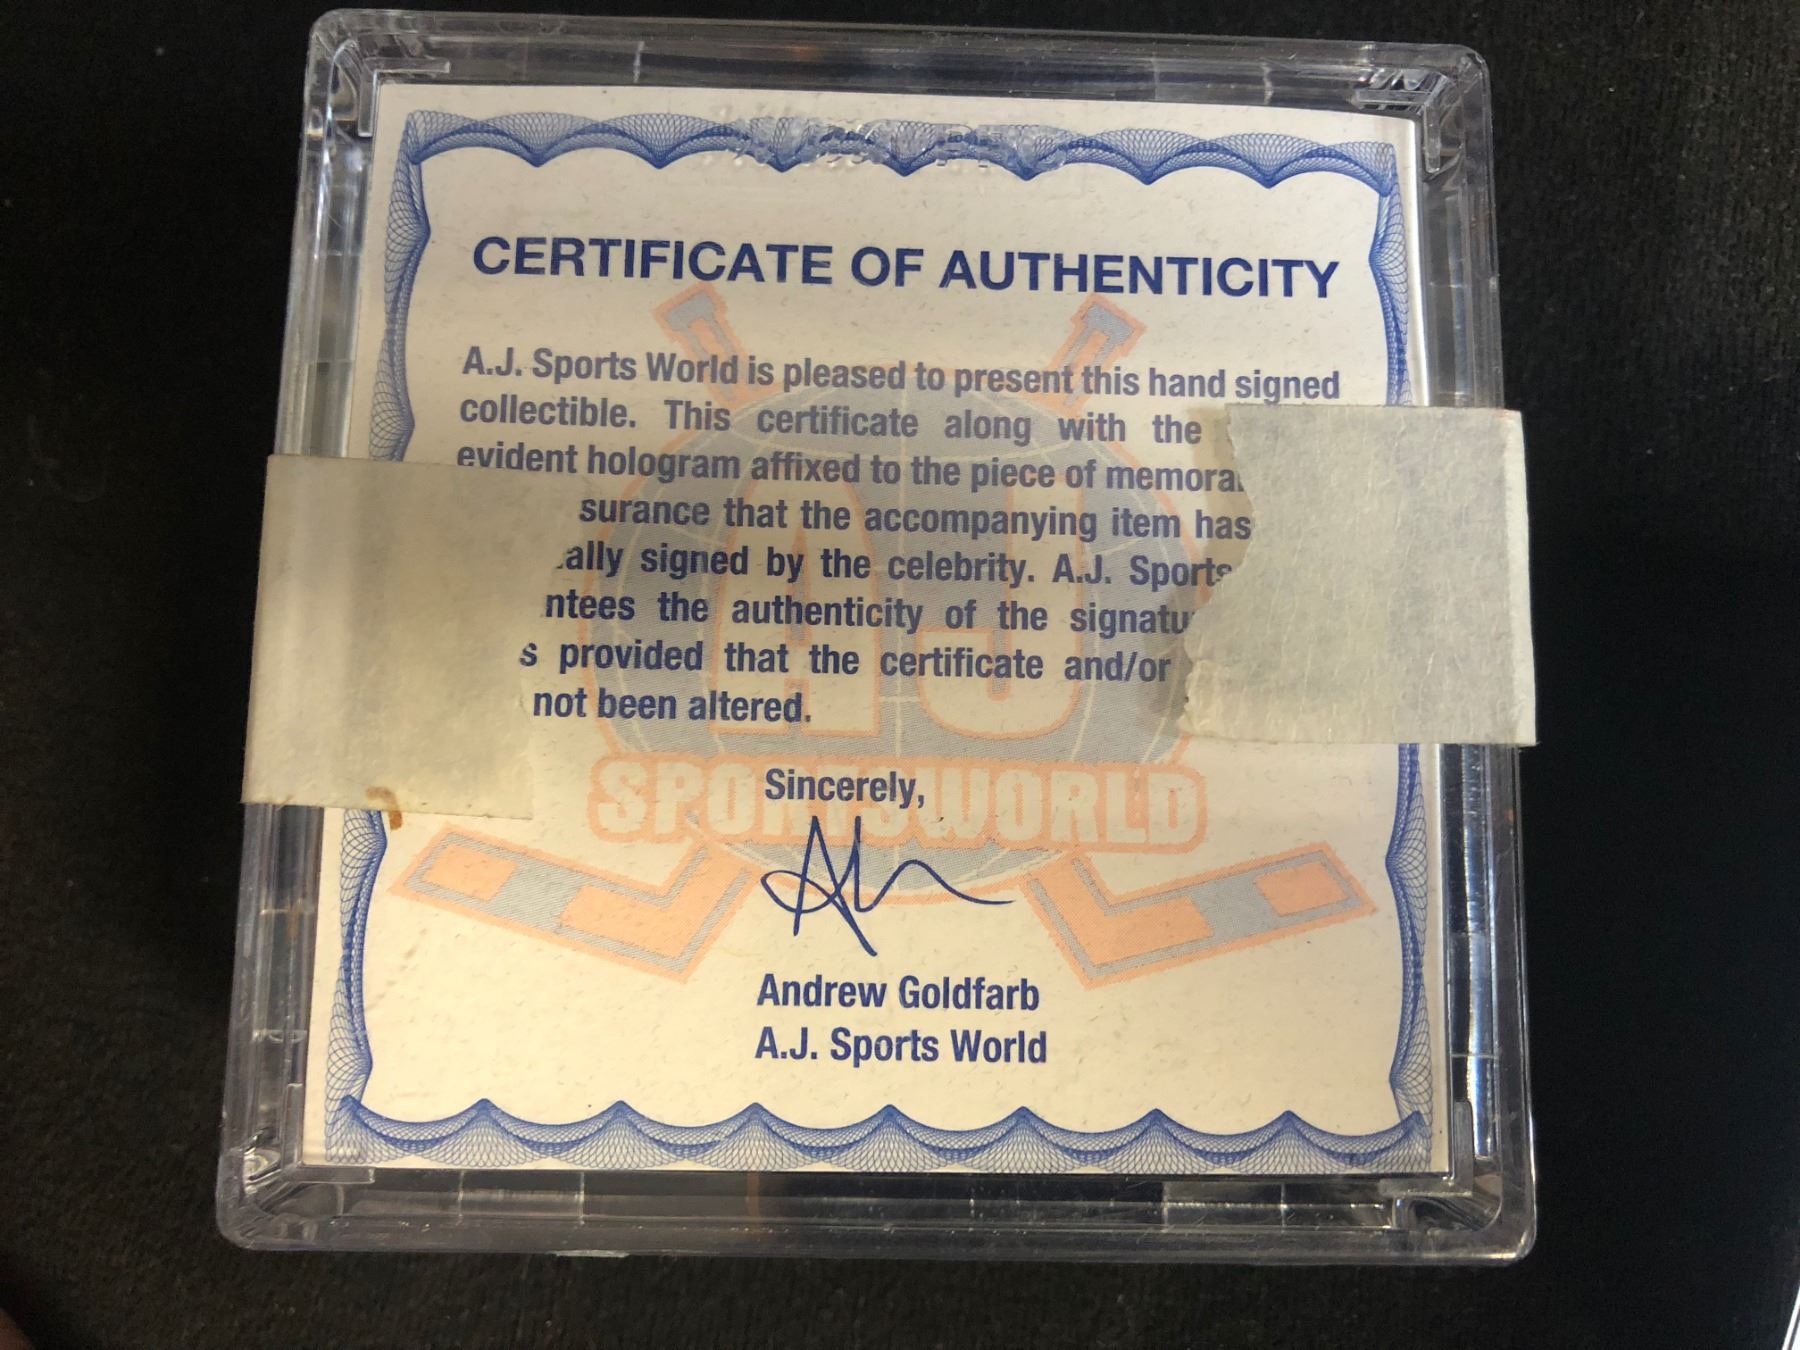 CERTIFICATE OF AUTHENTICITY
A.J. Sports World is pleased to present this hand signed
collectible. This certificate along with the
evident hologram affixed to the piece of memora
surance that the accompanying item has
ally signed by the celebrity. A.J. Sports
ntees the authenticity of the signatu
s provided that the certificate and/or
not been altered.
AJ
SPORTSWORLD
Sincerely,
Andrew Goldfarb
A.J. Sports World